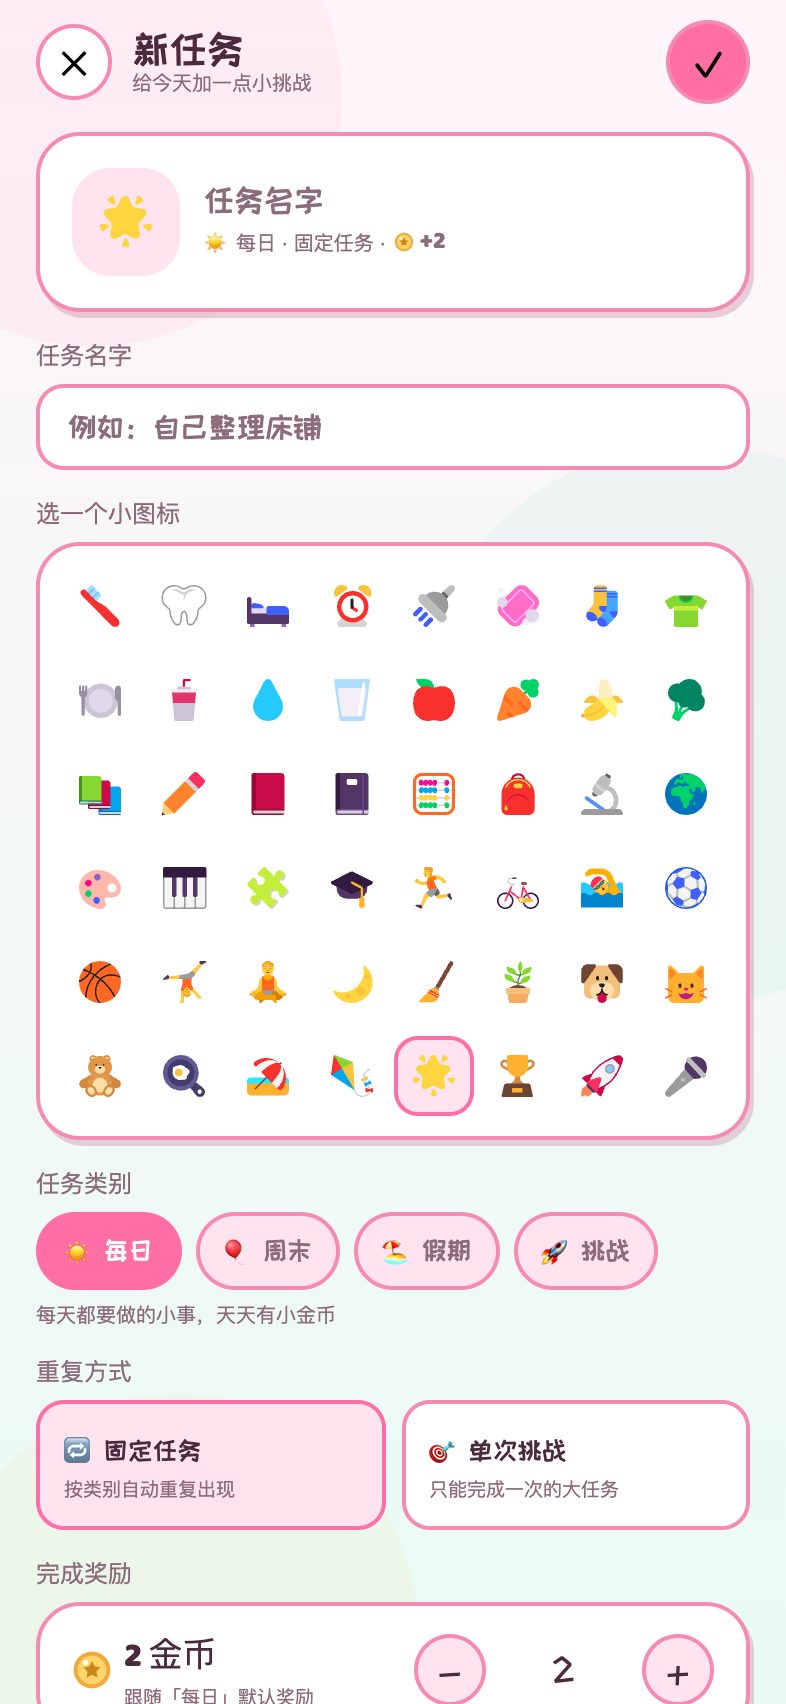 新任务
给今天加一点小挑战
任务名字
每日 · 固定任务 · +2
任务名字
例如：自己整理床铺
选一个小图标
任务类别
每日 周末 假期 挑战
每天都要做的小事，天天有小金币
重复方式
固定任务 单次挑战
按类别自动重复出现 只能完成一次的大任务
完成奖励
2 金币 − 2 +
跟随「每日」默认奖励